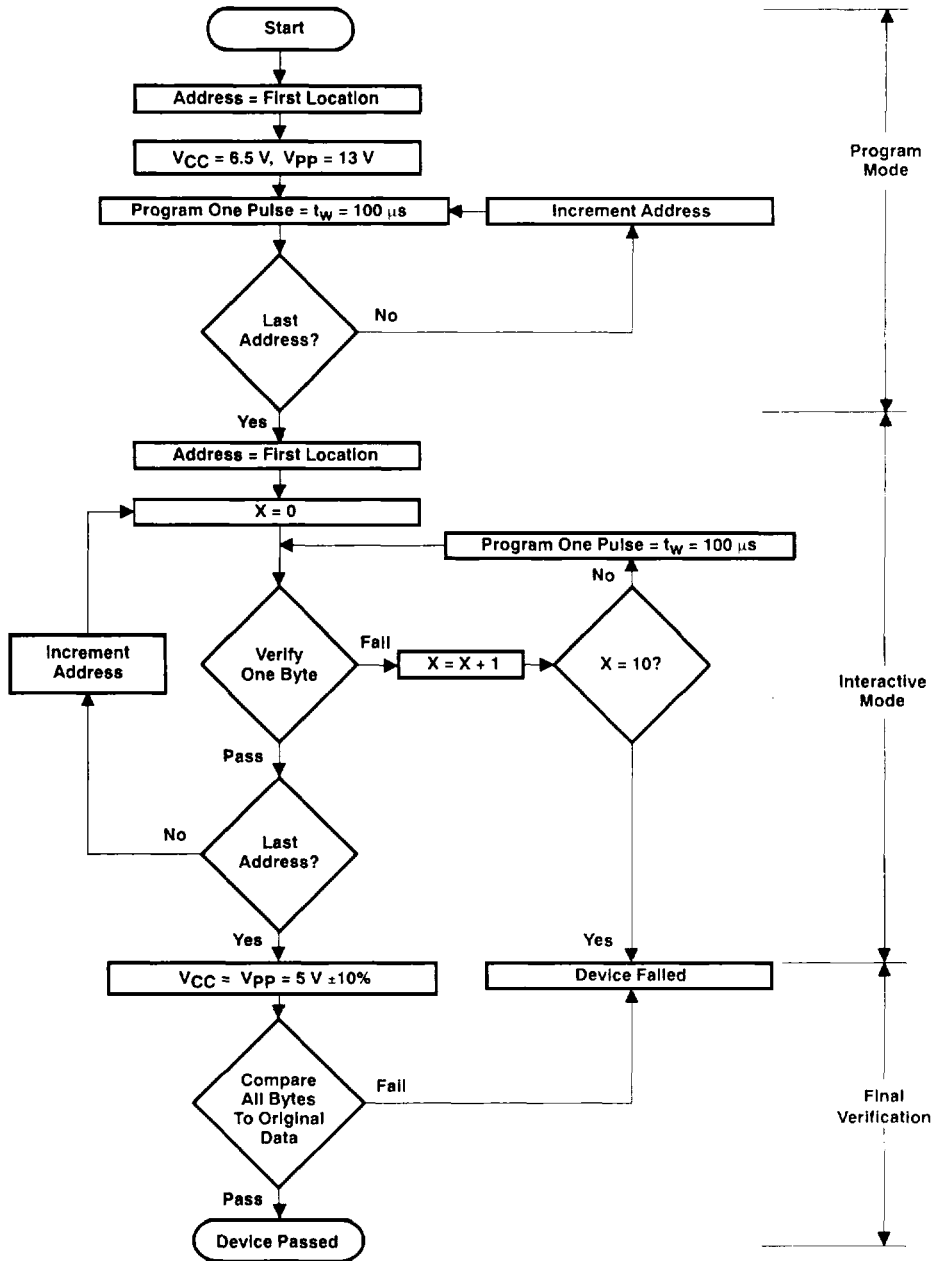 Start
Address = First Location
VCC = 6.5 V, VPP = 13 V
Program
Mode
Program One Pulse = tw = 100 μs
Increment Address
Last
Address?
No
Yes
Address = First Location
X = 0
Program One Pulse = tw = 100 μs
No
Increment
Address
Verify
One Byte
Fail
X = X + 1
X = 10?
Interactive
Mode
Pass
No
Last
Address?
Yes
Yes
VCC = VPP = 5 V ±10%
Device Failed
Compare
All Bytes
To Original
Data
Fail
Final
Verification
Pass
Device Passed